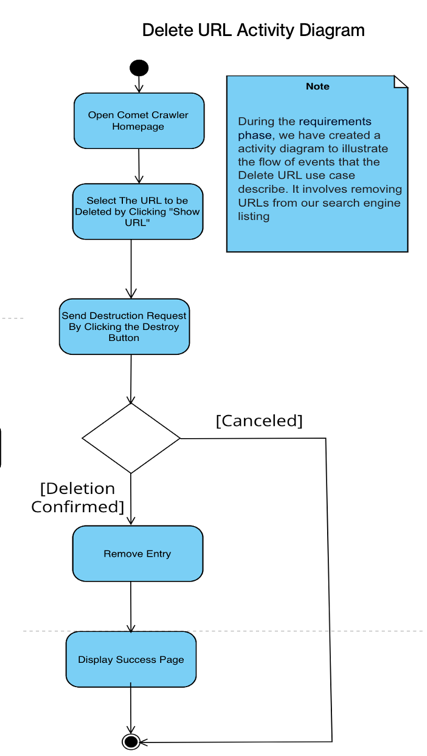 Delete URL Activity Diagram
Open Comet Crawler
Homepage
Note
During the requirements
phase, we have created a
activity diagram to illustrate
the flow of events that the
Delete URL use case
describe. It involves removing
URLs from our search engine
listing
Select The URL to be
Deleted by Clicking "Show
URL"
Send Destruction Request
By Clicking the Destroy
Button
[Canceled]
[Deletion
Confirmed]
Remove Entry
Display Success Page